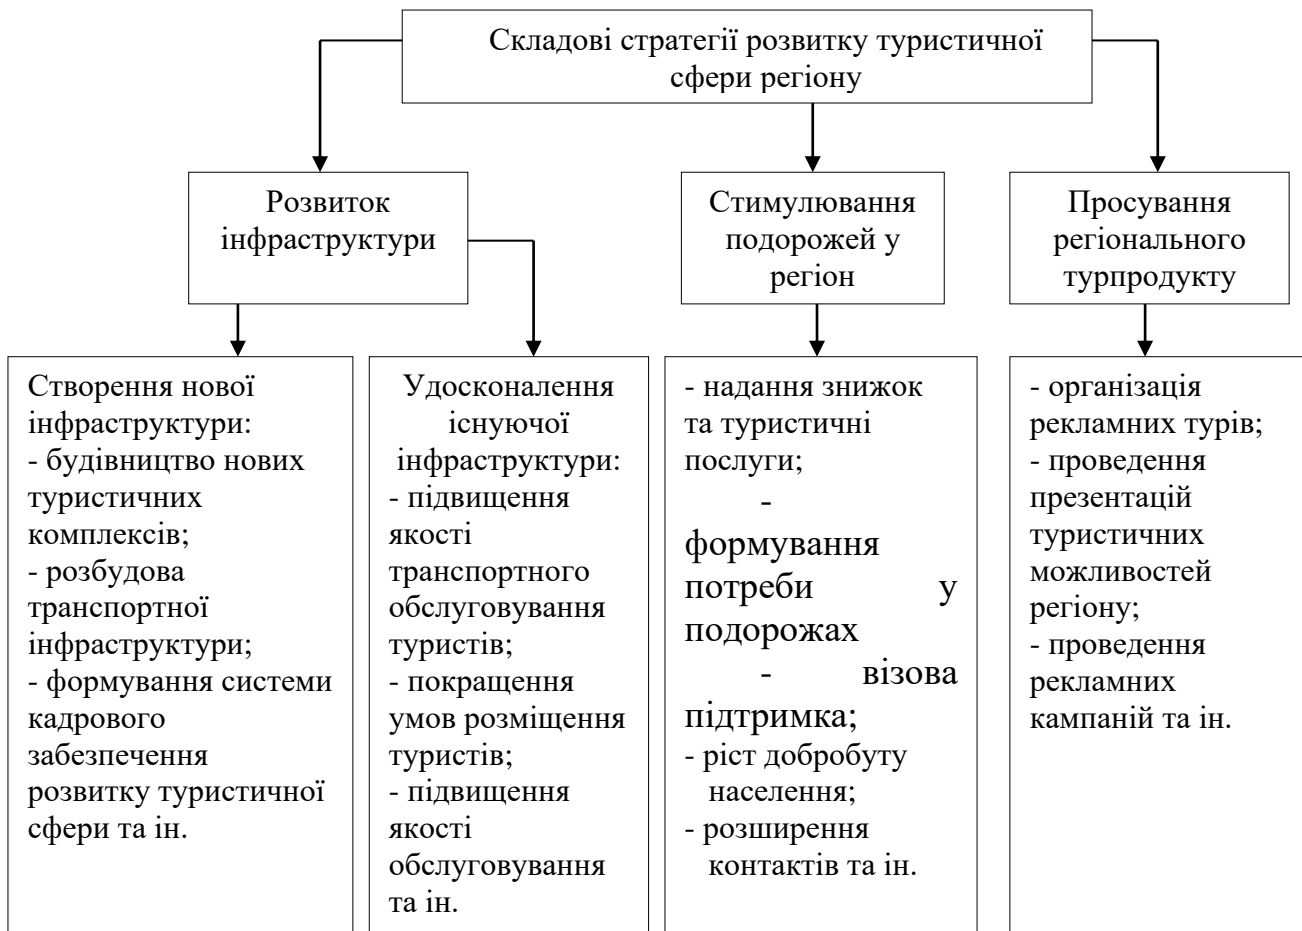 Складові стратегії розвитку туристичної
сфери регіону
Розвиток
інфраструктури
Стимулювання
подорожей у
регіон
Просування
регіонального
турпродукту
Створення нової
інфраструктури:
- будівництво нових
туристичних
комплексів;
- розбудова
транспортної
інфраструктури;
- формування системи
кадрового
забезпечення
розвитку туристичної
сфери та ін.
Удосконалення
існуючої
інфраструктури:
- підвищення
якості
транспортного
обслуговування
туристів;
- покращення
умов розміщення
туристів;
- підвищення
якості
обслуговування
та ін.
- надання знижок
та туристичні
послуги;
-
формування
потреби у
подорожах
- візова
підтримка;
- ріст добробуту
населення;
- розширення
контактів та ін.
- організація
рекламних турів;
- проведення
презентацій
туристичних
можливостей
регіону;
- проведення
рекламних
кампаній та ін.